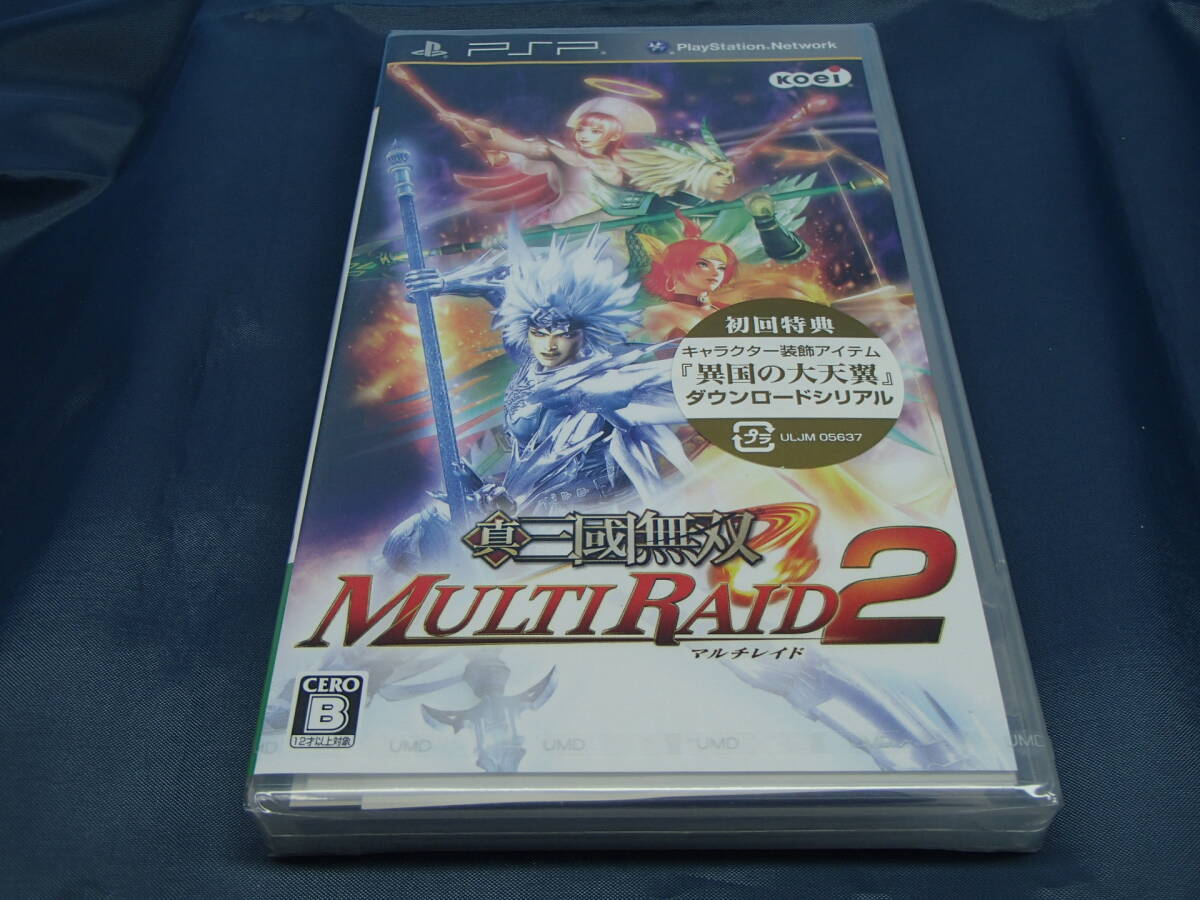 PSP
PlayStation Network
KOEI
初回特典
キャラクター装飾アイテム
『異国の大天翼』
ダウンロードシリアル
プラ ULJM 05637
真・三國無双
MULTI RAID 2
マルチレイド
CERO
B
12才以上対象
UMD UMD UMD UMD UMD